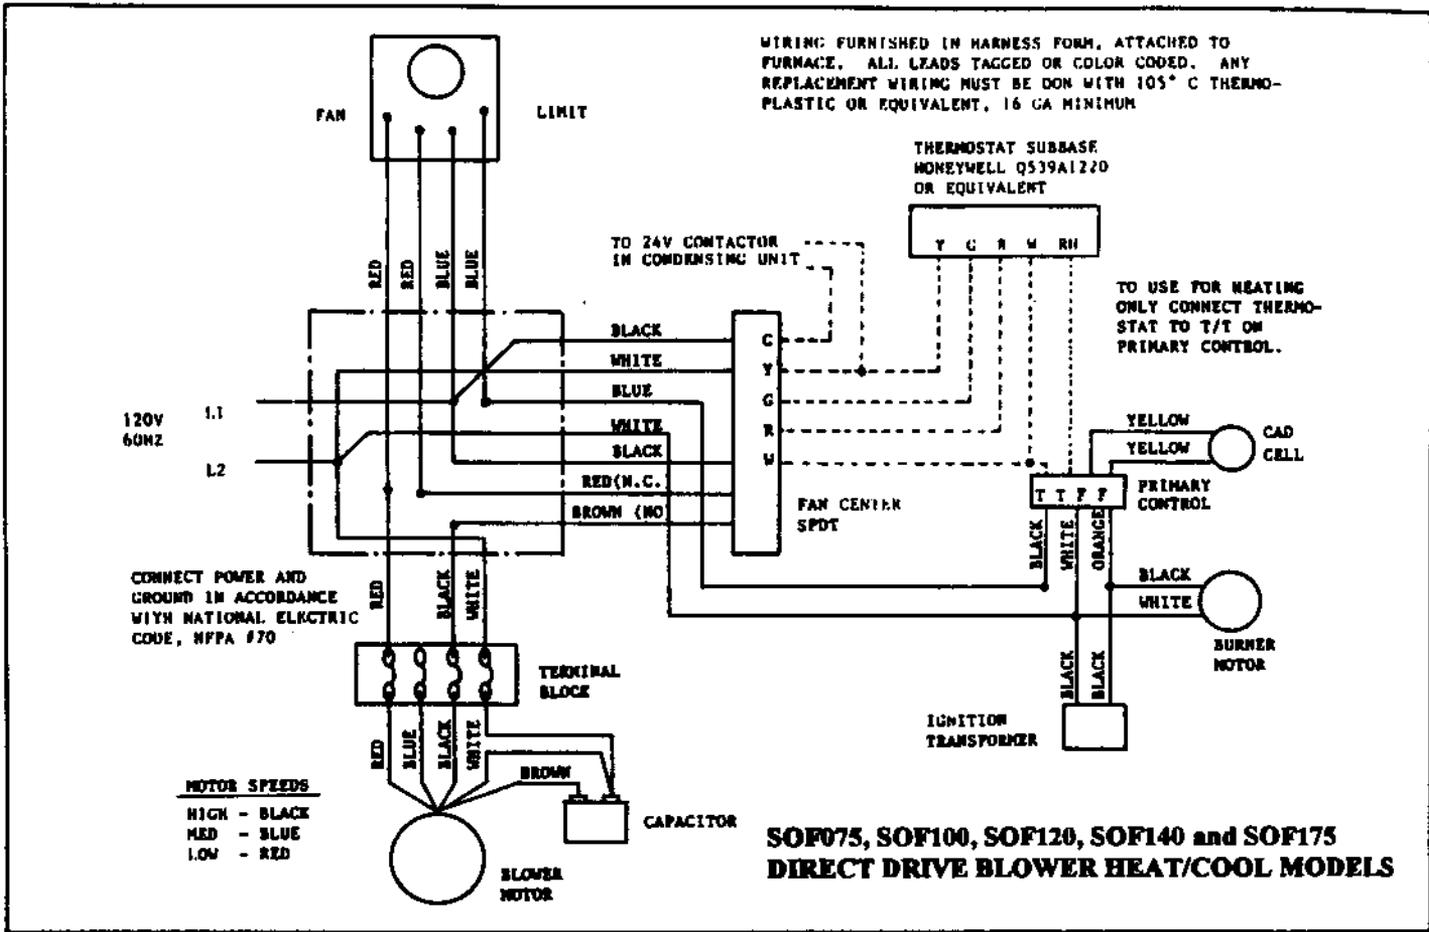 WIRING FURNISHED IN HARNESS FORM, ATTACHED TO
FURNACE. ALL LEADS TAGGED OR COLOR CODED. ANY
REPLACEMENT WIRING MUST BE DON WITH 105° C THERMO-
PLASTIC OR EQUIVALENT, 16 GA MINIMUM
FAN
LIMIT
THERMOSTAT SUBBASE
HONEYWELL Q539A1220
OR EQUIVALENT
Y G R W RH
TO 24V CONTACTOR
IN CONDENSING UNIT
RED
RED
BLUE
BLUE
TO USE FOR HEATING
ONLY CONNECT THERMO-
STAT TO T/T ON
PRIMARY CONTROL.
BLACK
WHITE
BLUE
WHITE
BLACK
RED(N.C.
BROWN (NO
C
Y
G
R
W
120V
60HZ
L1
L2
FAN CENTER
SPDT
YELLOW
YELLOW
CAD
CELL
T T F F
PRIMARY
CONTROL
BLACK
WHITE
ORANGE
BLACK
WHITE
BURNER
MOTOR
BLACK
BLACK
IGNITION
TRANSFORMER
CONNECT POWER AND
GROUND IN ACCORDANCE
WITH NATIONAL ELECTRIC
CODE, NFPA #70
RED
BLACK
WHITE
TERMINAL
BLOCK
RED
BLUE
BLACK
WHITE
BROWN
CAPACITOR
MOTOR SPEEDS
HIGH - BLACK
MED - BLUE
LOW - RED
BLOWER
MOTOR
SOF075, SOF100, SOF120, SOF140 and SOF175
DIRECT DRIVE BLOWER HEAT/COOL MODELS